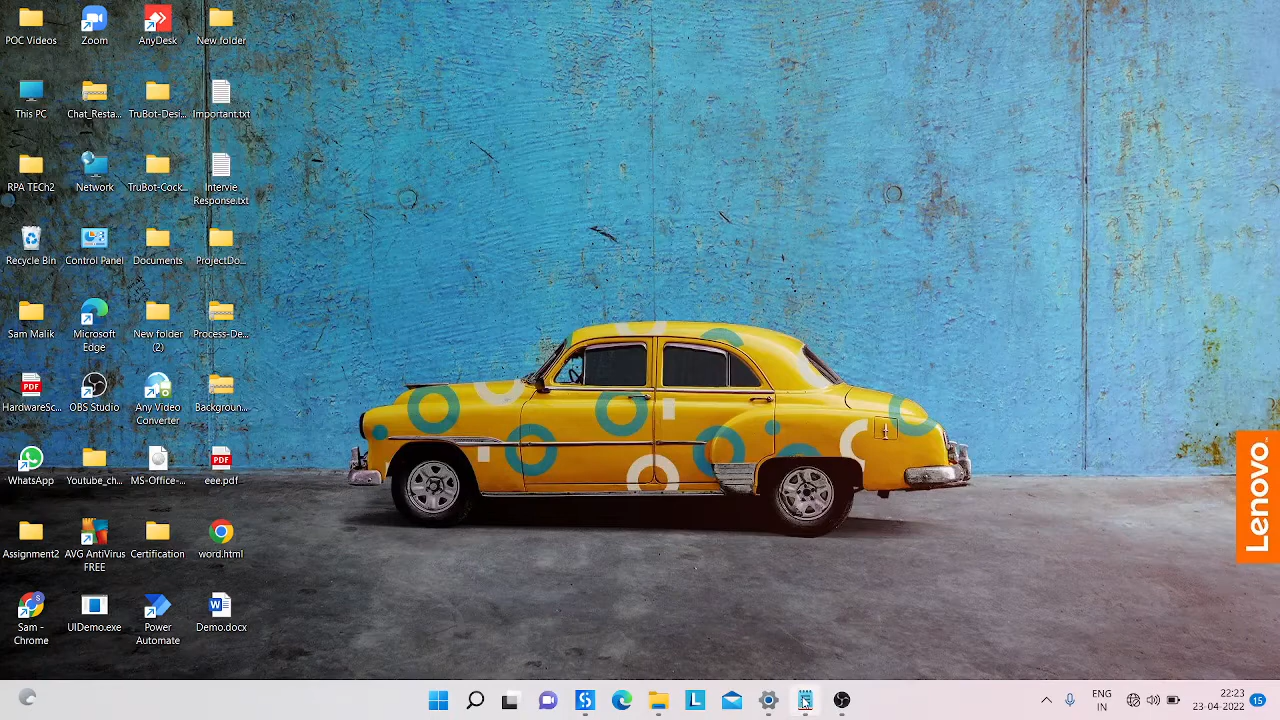 POC Videos
Zoom
AnyDesk
New folder
This PC
Chat_Resta...
TruBot-Desi...
Important.txt
RPA TECh2
Network
TruBot-Cock...
Intervie
Response.txt
Recycle Bin
Control Panel
Documents
ProjectDo...
Sam Malik
Microsoft
Edge
New folder
(2)
Process-De...
PDF
HardwareSc...
OBS Studio
Any Video
Converter
Backgroun...
WhatsApp
Youtube_ch...
MS-Office-...
PDF
eee.pdf
Assignment2
AVG AntiVirus
FREE
Certification
word.html
Sam -
Chrome
UIDemo.exe
Power
Automate
Demo.docx
Lenovo
ENG
IN
22:23
23-04-2022
15